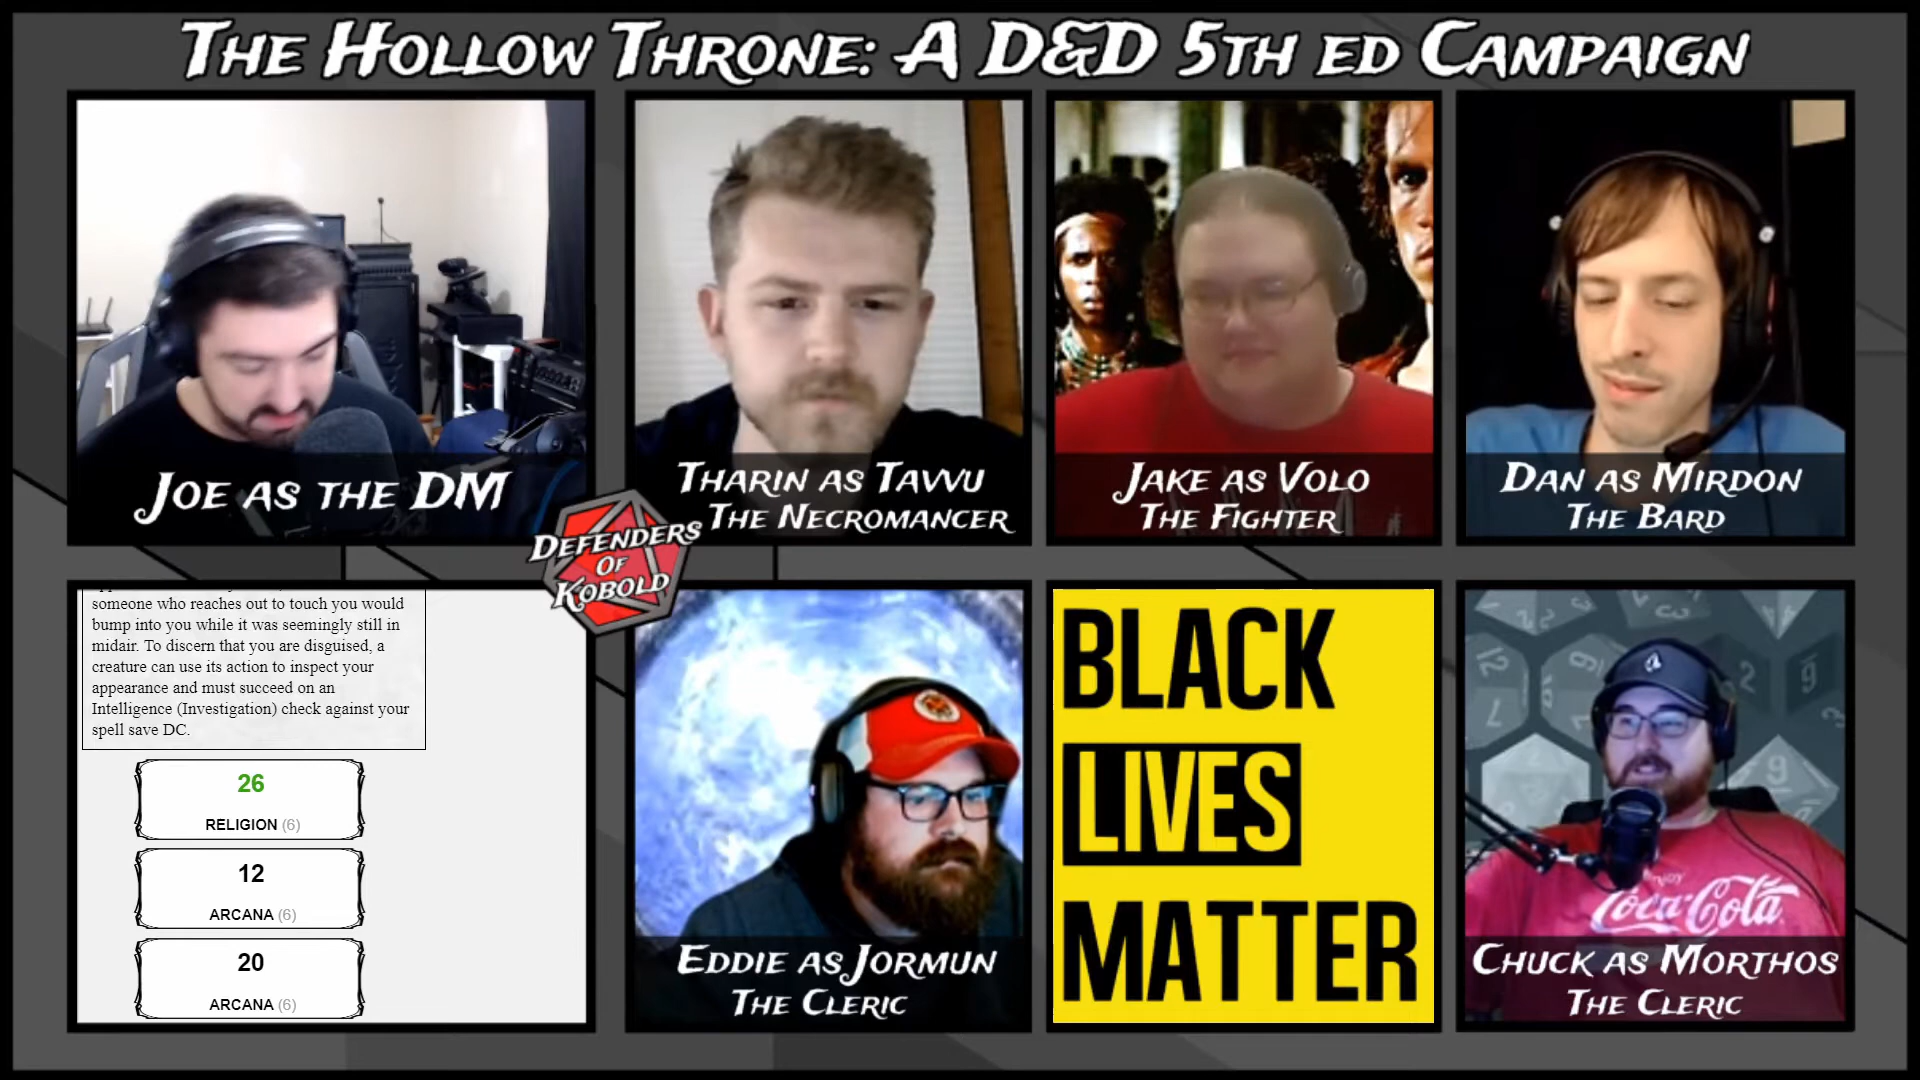 The Hollow Throne: A D&D 5th ed Campaign
Joe as the DM
Tharin as Tavvu
The Necromancer
Jake as Volo
The Fighter
Dan as Mirdon
The Bard
Defenders
of
Kobold
someone who reaches out to touch you would
bump into you while it was seemingly still in
midair. To discern that you are disguised, a
creature can use its action to inspect your
appearance and must succeed on an
Intelligence (Investigation) check against your
spell save DC.
26
RELIGION (6)
12
ARCANA (6)
20
ARCANA (6)
Eddie as Jormun
The Cleric
BLACK
LIVES
MATTER
Enjoy
Coca-Cola
Chuck as Morthos
The Cleric